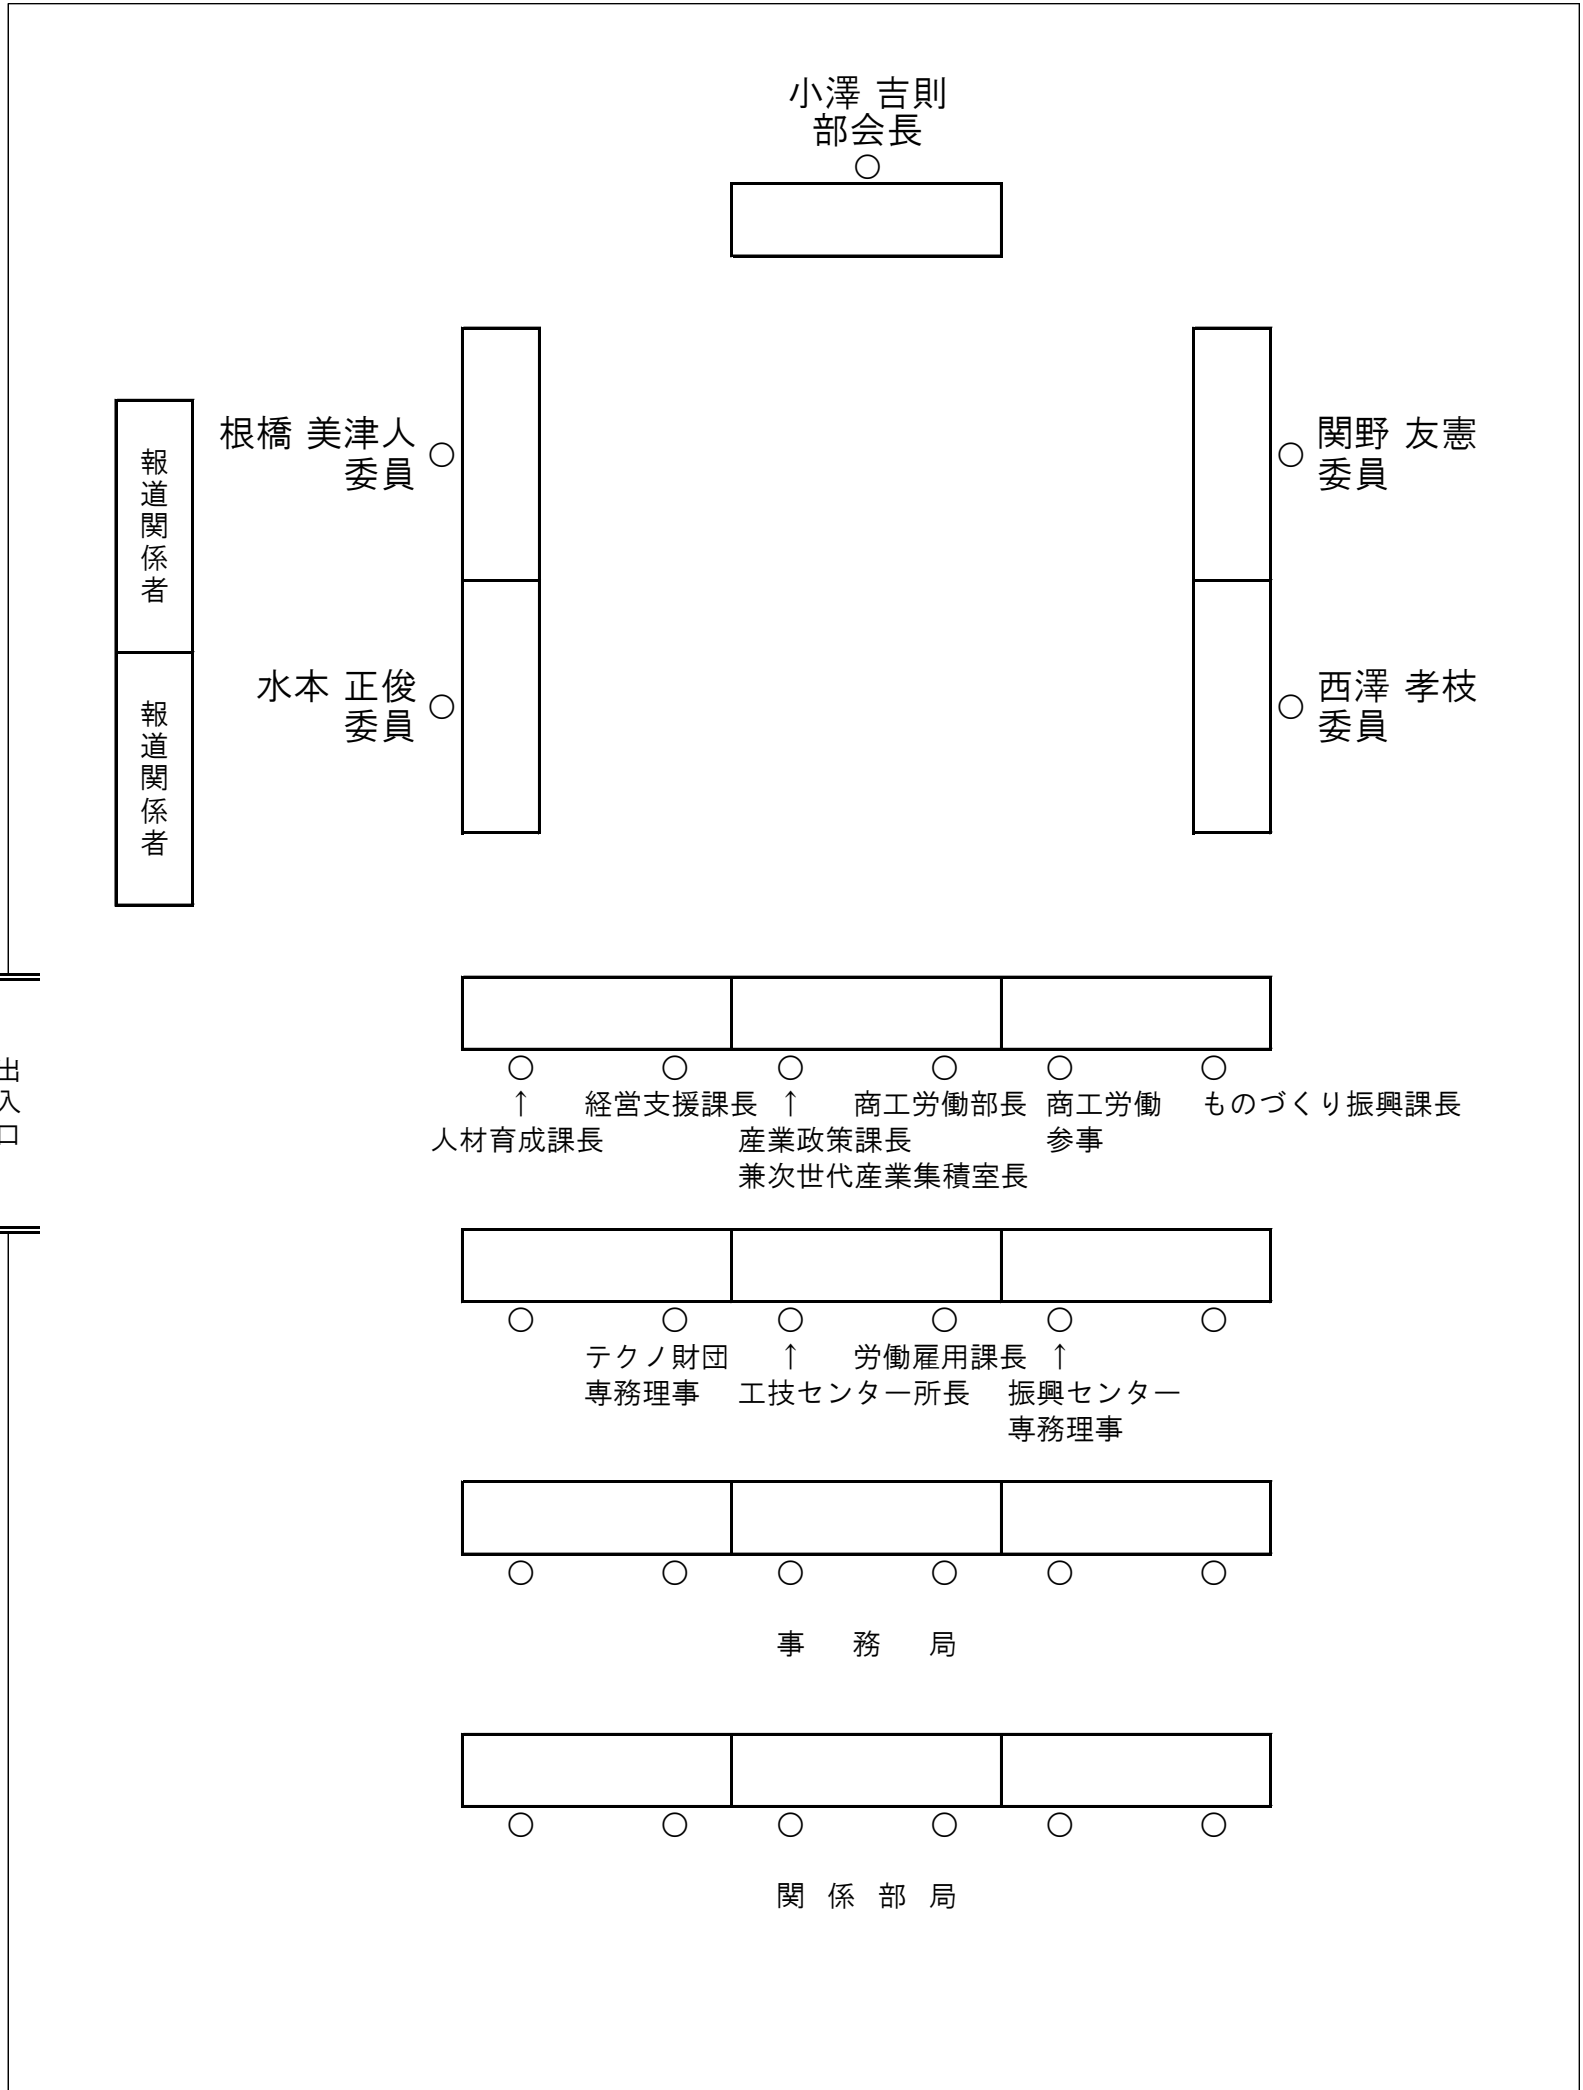 小澤 吉則
部会長
○
根橋 美津人
委員
○
○
関野 友憲
委員
報道関係者
水本 正俊
委員
○
○
西澤 孝枝
委員
報道関係者
出入口
○ ○ ○ ○ ○ ○
↑ 経営支援課長 ↑ 商工労働部長 商工労働 ものづくり振興課長
人材育成課長 産業政策課長 参事
兼次世代産業集積室長
○ ○ ○ ○ ○ ○
テクノ財団 ↑ 労働雇用課長 ↑
専務理事 工技センター所長 振興センター
専務理事
○ ○ ○ ○ ○ ○
事 務 局
○ ○ ○ ○ ○ ○
関 係 部 局